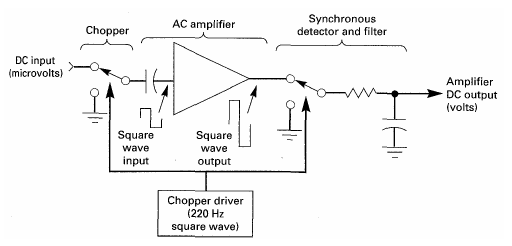 Chopper
AC amplifier
Synchronous
detector and filter
DC input
(microvolts)
Amplifier
DC output
(volts)
Square
wave
input
Square
wave
output
Chopper driver
(220 Hz
square wave)